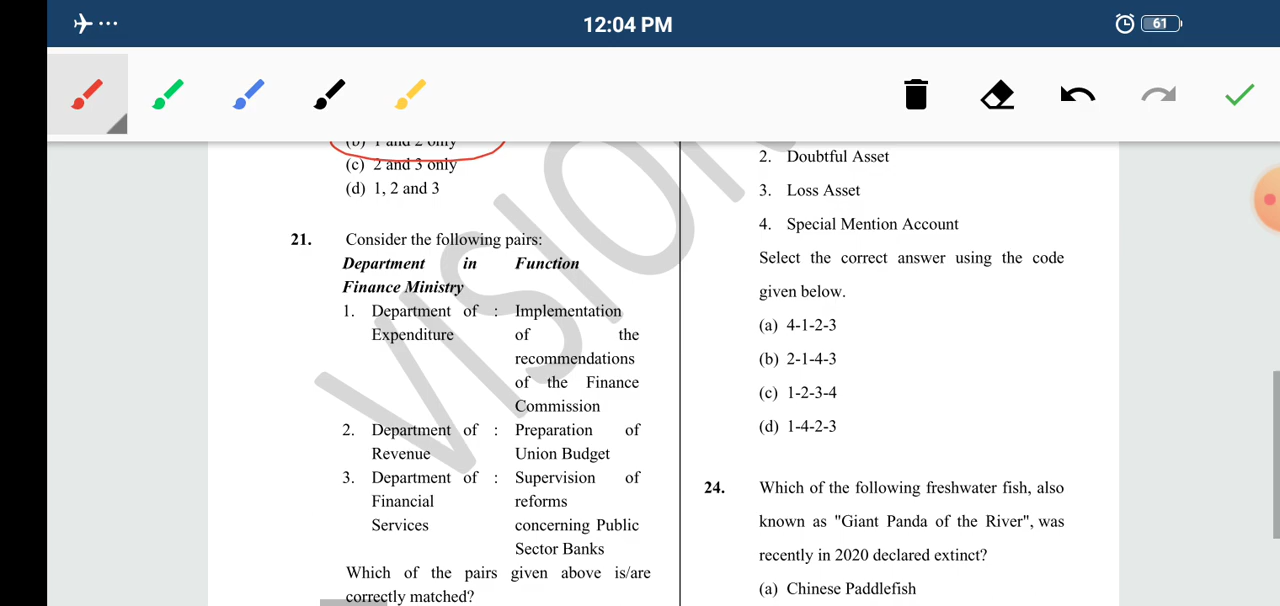 12:04 PM
61
(b) 1 and 2 only
(c) 2 and 3 only
(d) 1, 2 and 3
21. Consider the following pairs:
Department in Function
Finance Ministry
1. Department of : Implementation
Expenditure of the
recommendations
of the Finance
Commission
2. Department of : Preparation of
Revenue Union Budget
3. Department of : Supervision of
Financial reforms
Services concerning Public
Sector Banks
Which of the pairs given above is/are
correctly matched?
2. Doubtful Asset
3. Loss Asset
4. Special Mention Account
Select the correct answer using the code
given below.
(a) 4-1-2-3
(b) 2-1-4-3
(c) 1-2-3-4
(d) 1-4-2-3
24. Which of the following freshwater fish, also
known as "Giant Panda of the River", was
recently in 2020 declared extinct?
(a) Chinese Paddlefish
VISION